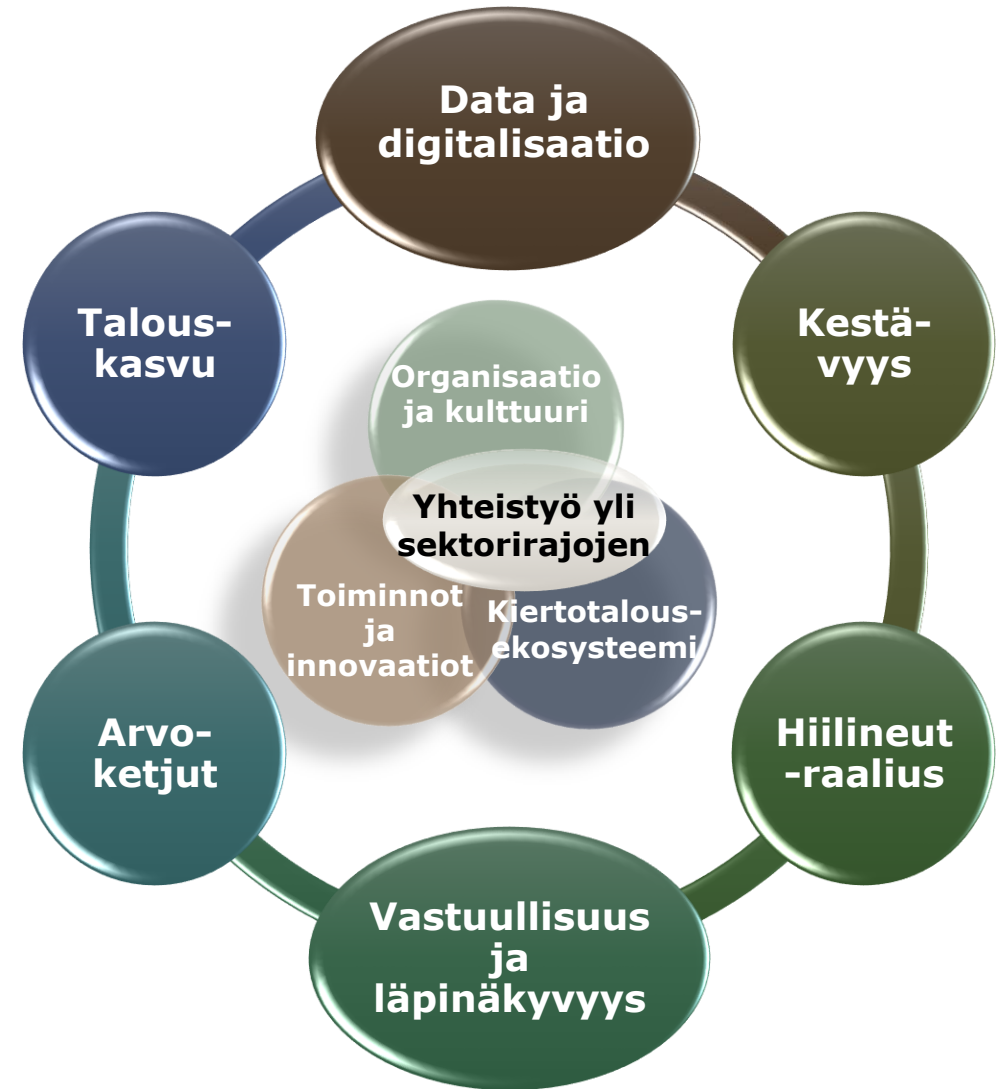 Data ja
digitalisaatio
Talous-
kasvu
Kestä-
vyys
Organisaatio
ja kulttuuri
Yhteistyö yli
sektorirajojen
Toiminnot
ja
innovaatiot
Kiertotalous-
ekosysteemi
Arvo-
ketjut
Hiilineut
-raalius
Vastuullisuus
ja
läpinäkyvyys